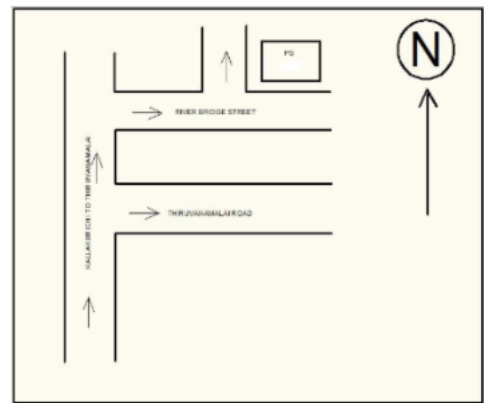 PS
N
RIVER BRIDGE STREET
THIRUVANAMALAI ROAD
KALLAKURICHI TO THIRUVANAMALAI